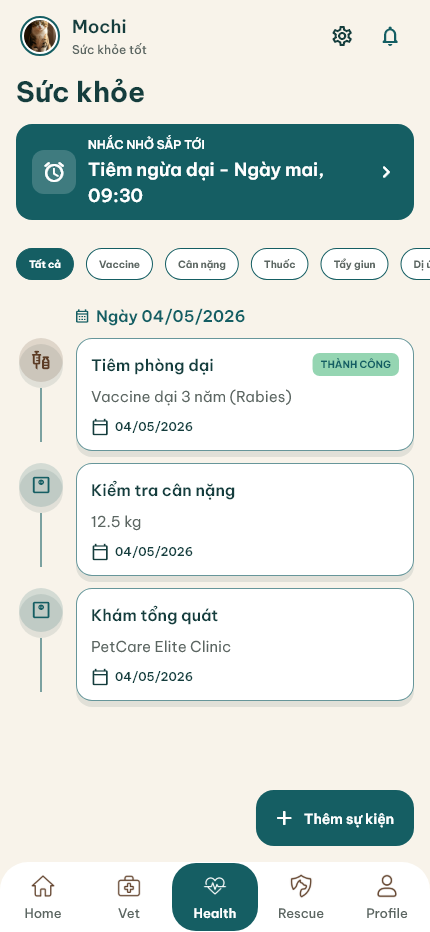 Mochi
Sức khỏe tốt
Sức khỏe
NHẮC NHỞ SẮP TỚI
Tiêm ngừa dại - Ngày mai,
09:30
Tất cả
Vaccine
Cân nặng
Thuốc
Tẩy giun
Dị
Ngày 04/05/2026
Tiêm phòng dại
THÀNH CÔNG
Vaccine dại 3 năm (Rabies)
04/05/2026
Kiểm tra cân nặng
12.5 kg
04/05/2026
Khám tổng quát
PetCare Elite Clinic
04/05/2026
Thêm sự kiện
Home
Vet
Health
Rescue
Profile